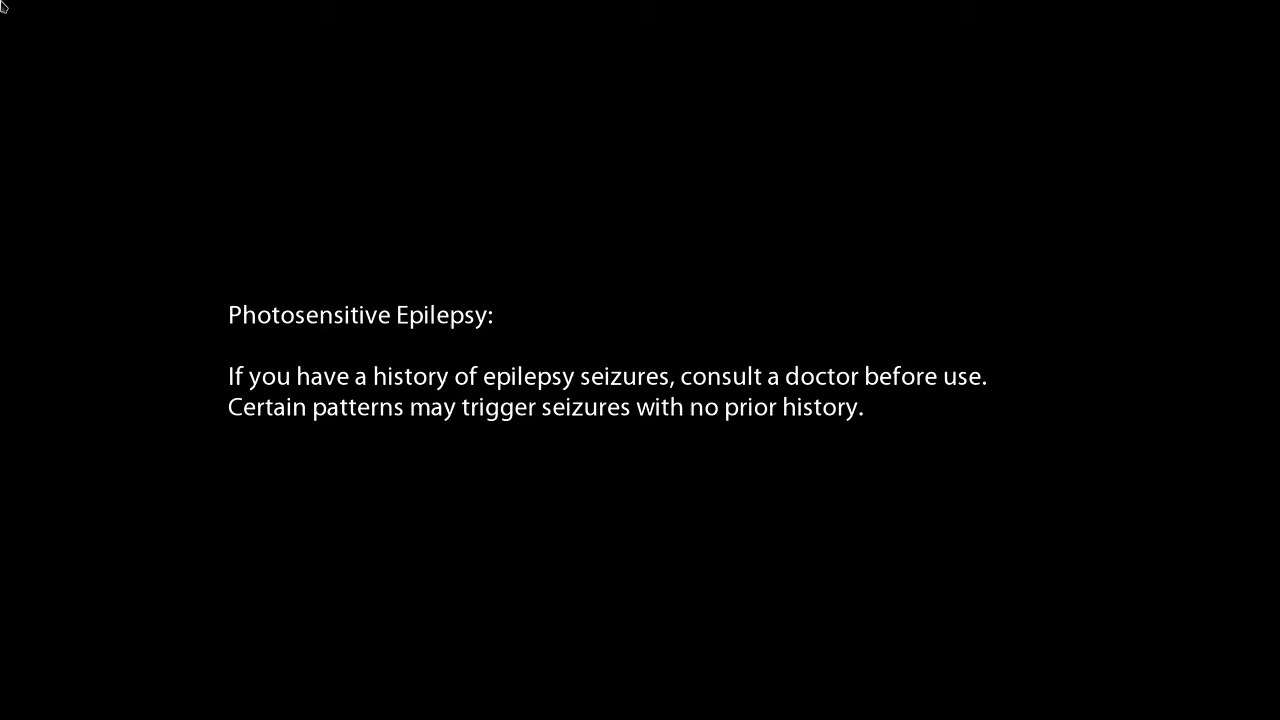 Photosensitive Epilepsy:
If you have a history of epilepsy seizures, consult a doctor before use.
Certain patterns may trigger seizures with no prior history.